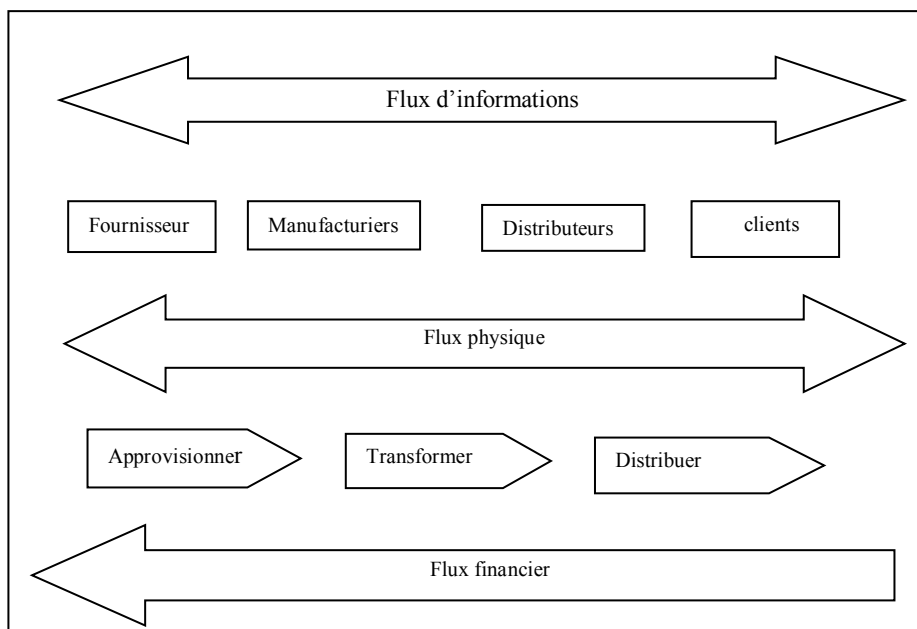 Flux d'informations
Fournisseur
Manufacturiers
Distributeurs
clients
Flux physique
Approvisionner
Transformer
Distribuer
Flux financier